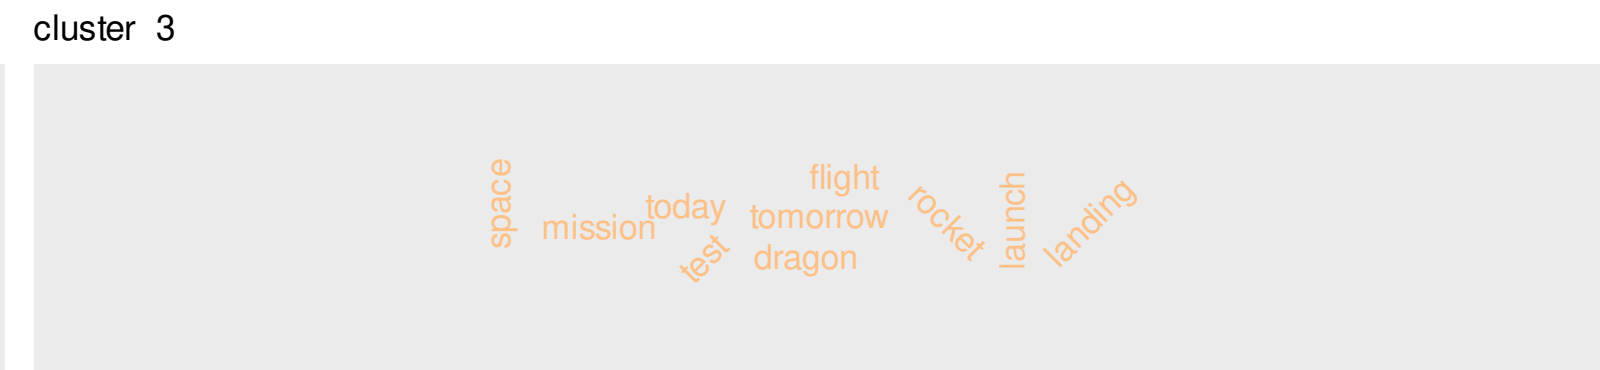 cluster 3
space
mission
today
test
flight
tomorrow
dragon
rocket
launch
landing